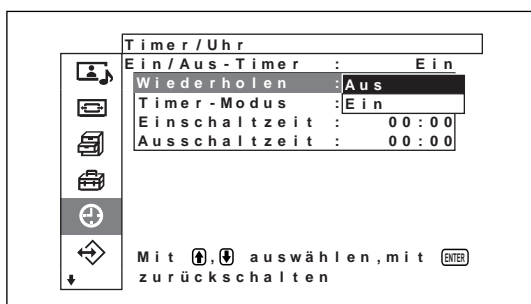 Timer/Uhr
Ein/Aus-Timer : Ein
Wiederholen : Aus
Timer-Modus : Ein
Einschaltzeit : 00:00
Ausschaltzeit : 00:00
Mit ↑,↓ auswählen,mit ENTER
zurückschalten